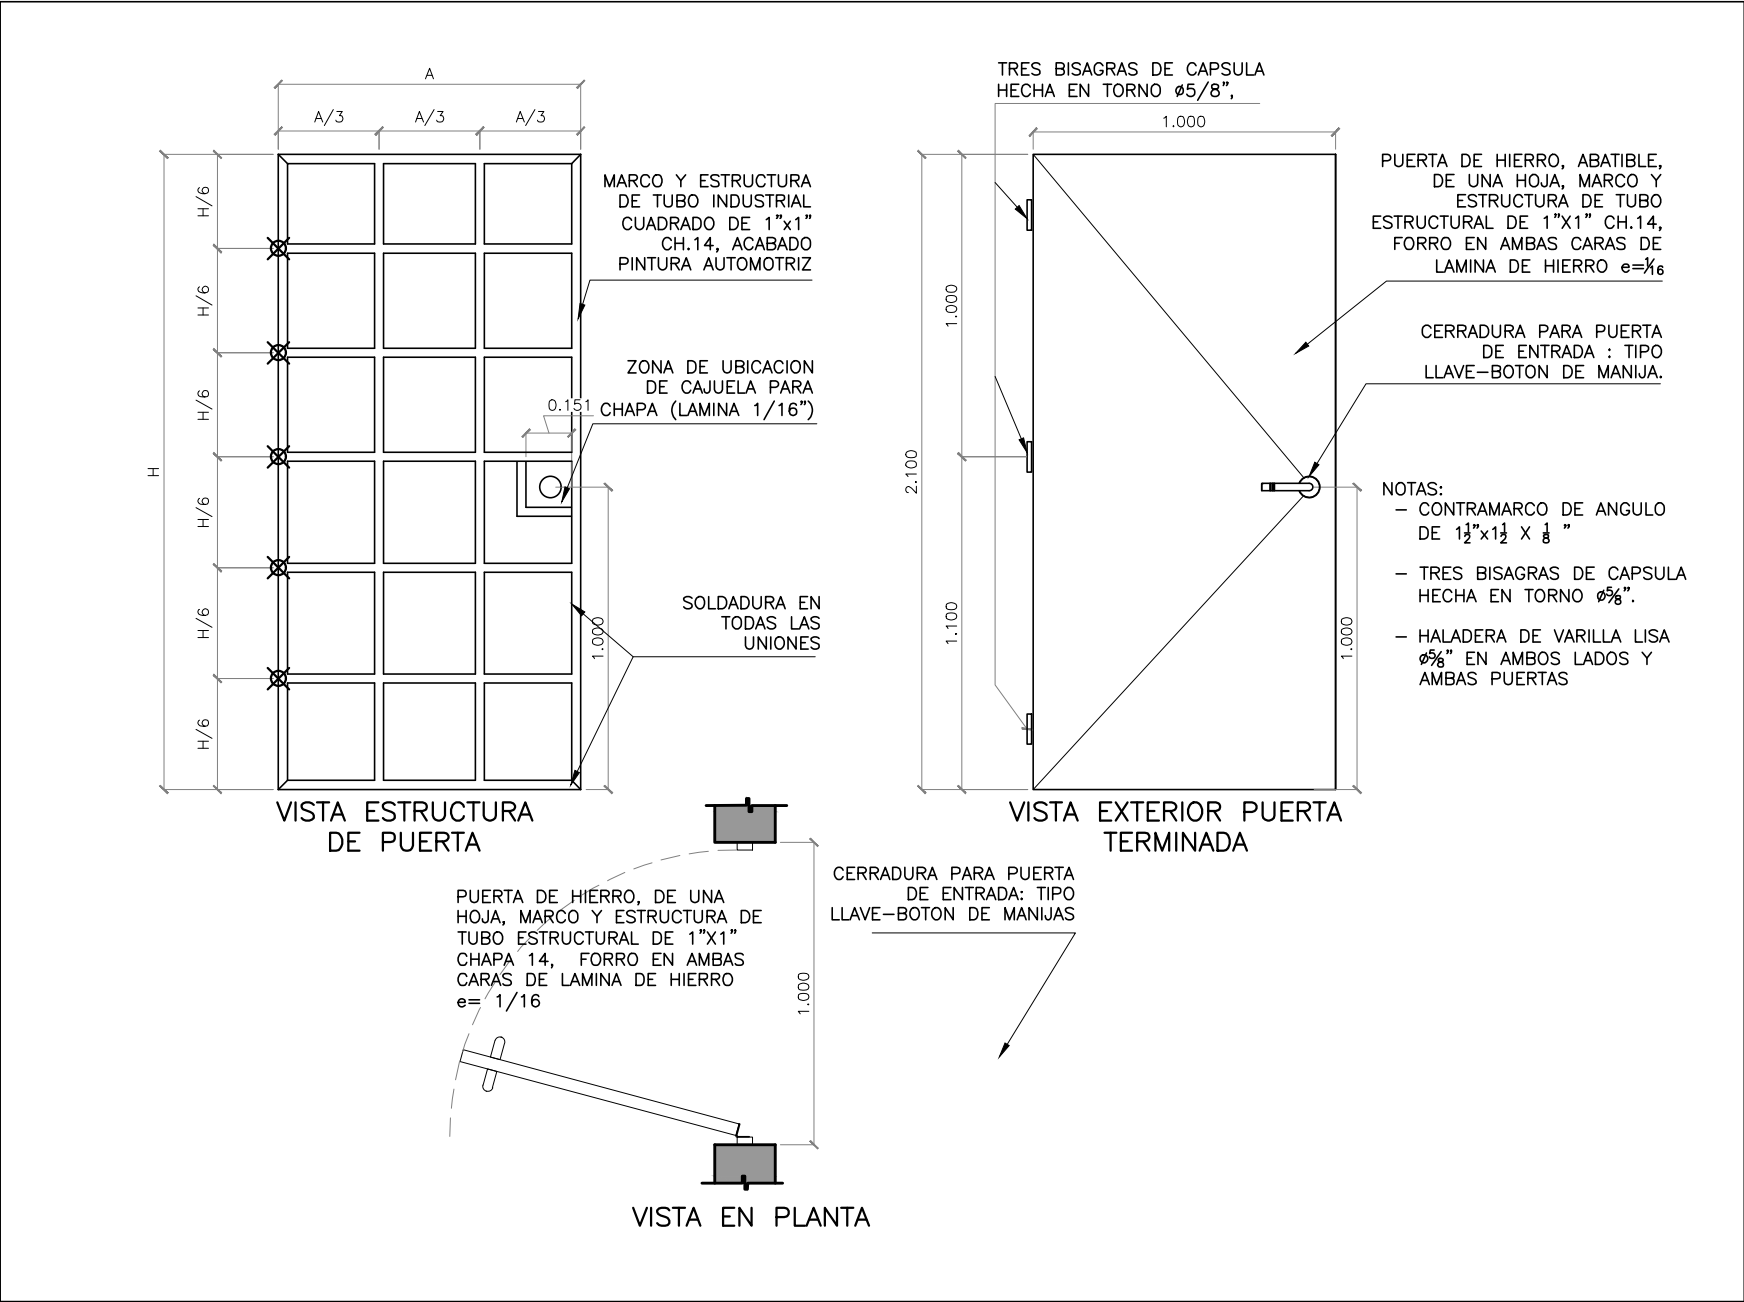 A
A/3
A/3
A/3
H
H/6
H/6
H/6
H/6
H/6
H/6
MARCO Y ESTRUCTURA
DE TUBO INDUSTRIAL
CUADRADO DE 1"x1"
CH.14, ACABADO
PINTURA AUTOMOTRIZ
ZONA DE UBICACION
DE CAJUELA PARA
CHAPA (LAMINA 1/16")
0.151
SOLDADURA EN
TODAS LAS
UNIONES
1.000
VISTA ESTRUCTURA
DE PUERTA
TRES BISAGRAS DE CAPSULA
HECHA EN TORNO ø5/8",
1.000
2.100
1.000
1.100
1.000
PUERTA DE HIERRO, ABATIBLE,
DE UNA HOJA, MARCO Y
ESTRUCTURA DE TUBO
ESTRUCTURAL DE 1"X1" CH.14,
FORRO EN AMBAS CARAS DE
LAMINA DE HIERRO e=1/16
CERRADURA PARA PUERTA
DE ENTRADA : TIPO
LLAVE-BOTON DE MANIJA.
NOTAS:
- CONTRAMARCO DE ANGULO
DE 1½"x1½ X ⅛ "
- TRES BISAGRAS DE CAPSULA
HECHA EN TORNO ø⅝".
- HALADERA DE VARILLA LISA
ø⅝" EN AMBOS LADOS Y
AMBAS PUERTAS
VISTA EXTERIOR PUERTA
TERMINADA
PUERTA DE HIERRO, DE UNA
HOJA, MARCO Y ESTRUCTURA DE
TUBO ESTRUCTURAL DE 1"X1"
CHAPA 14, FORRO EN AMBAS
CARAS DE LAMINA DE HIERRO
e= 1/16
1.000
CERRADURA PARA PUERTA
DE ENTRADA: TIPO
LLAVE-BOTON DE MANIJAS
VISTA EN PLANTA